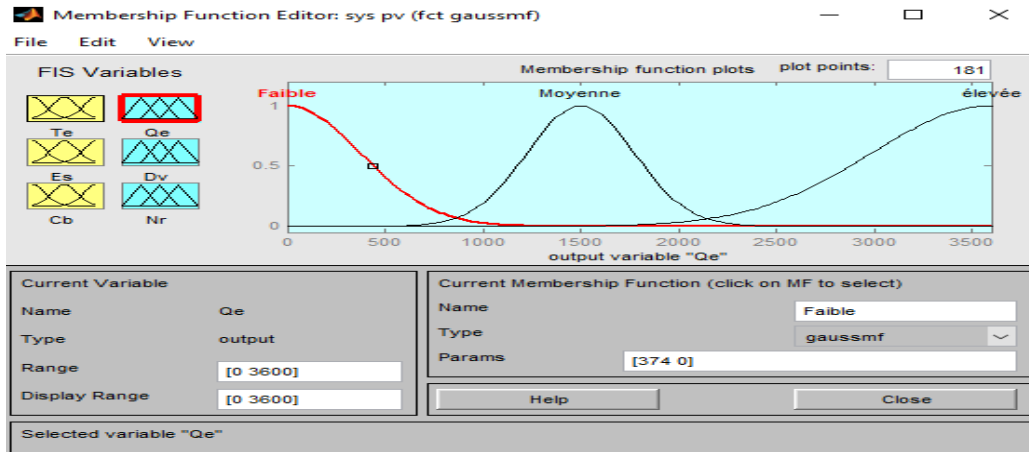 Membership Function Editor: sys pv (fct gaussmf)
File Edit View
FIS Variables
Te Qe
Es Dv
Cb Nr
Membership function plots plot points: 181
Faible Moyenne élevée
1
0.5
0
0 500 1000 1500 2000 2500 3000 3500
output variable "Qe"
Current Variable
Name Qe
Type output
Range [0 3600]
Display Range [0 3600]
Current Membership Function (click on MF to select)
Name Faible
Type gaussmf
Params [374 0]
Help Close
Selected variable "Qe"